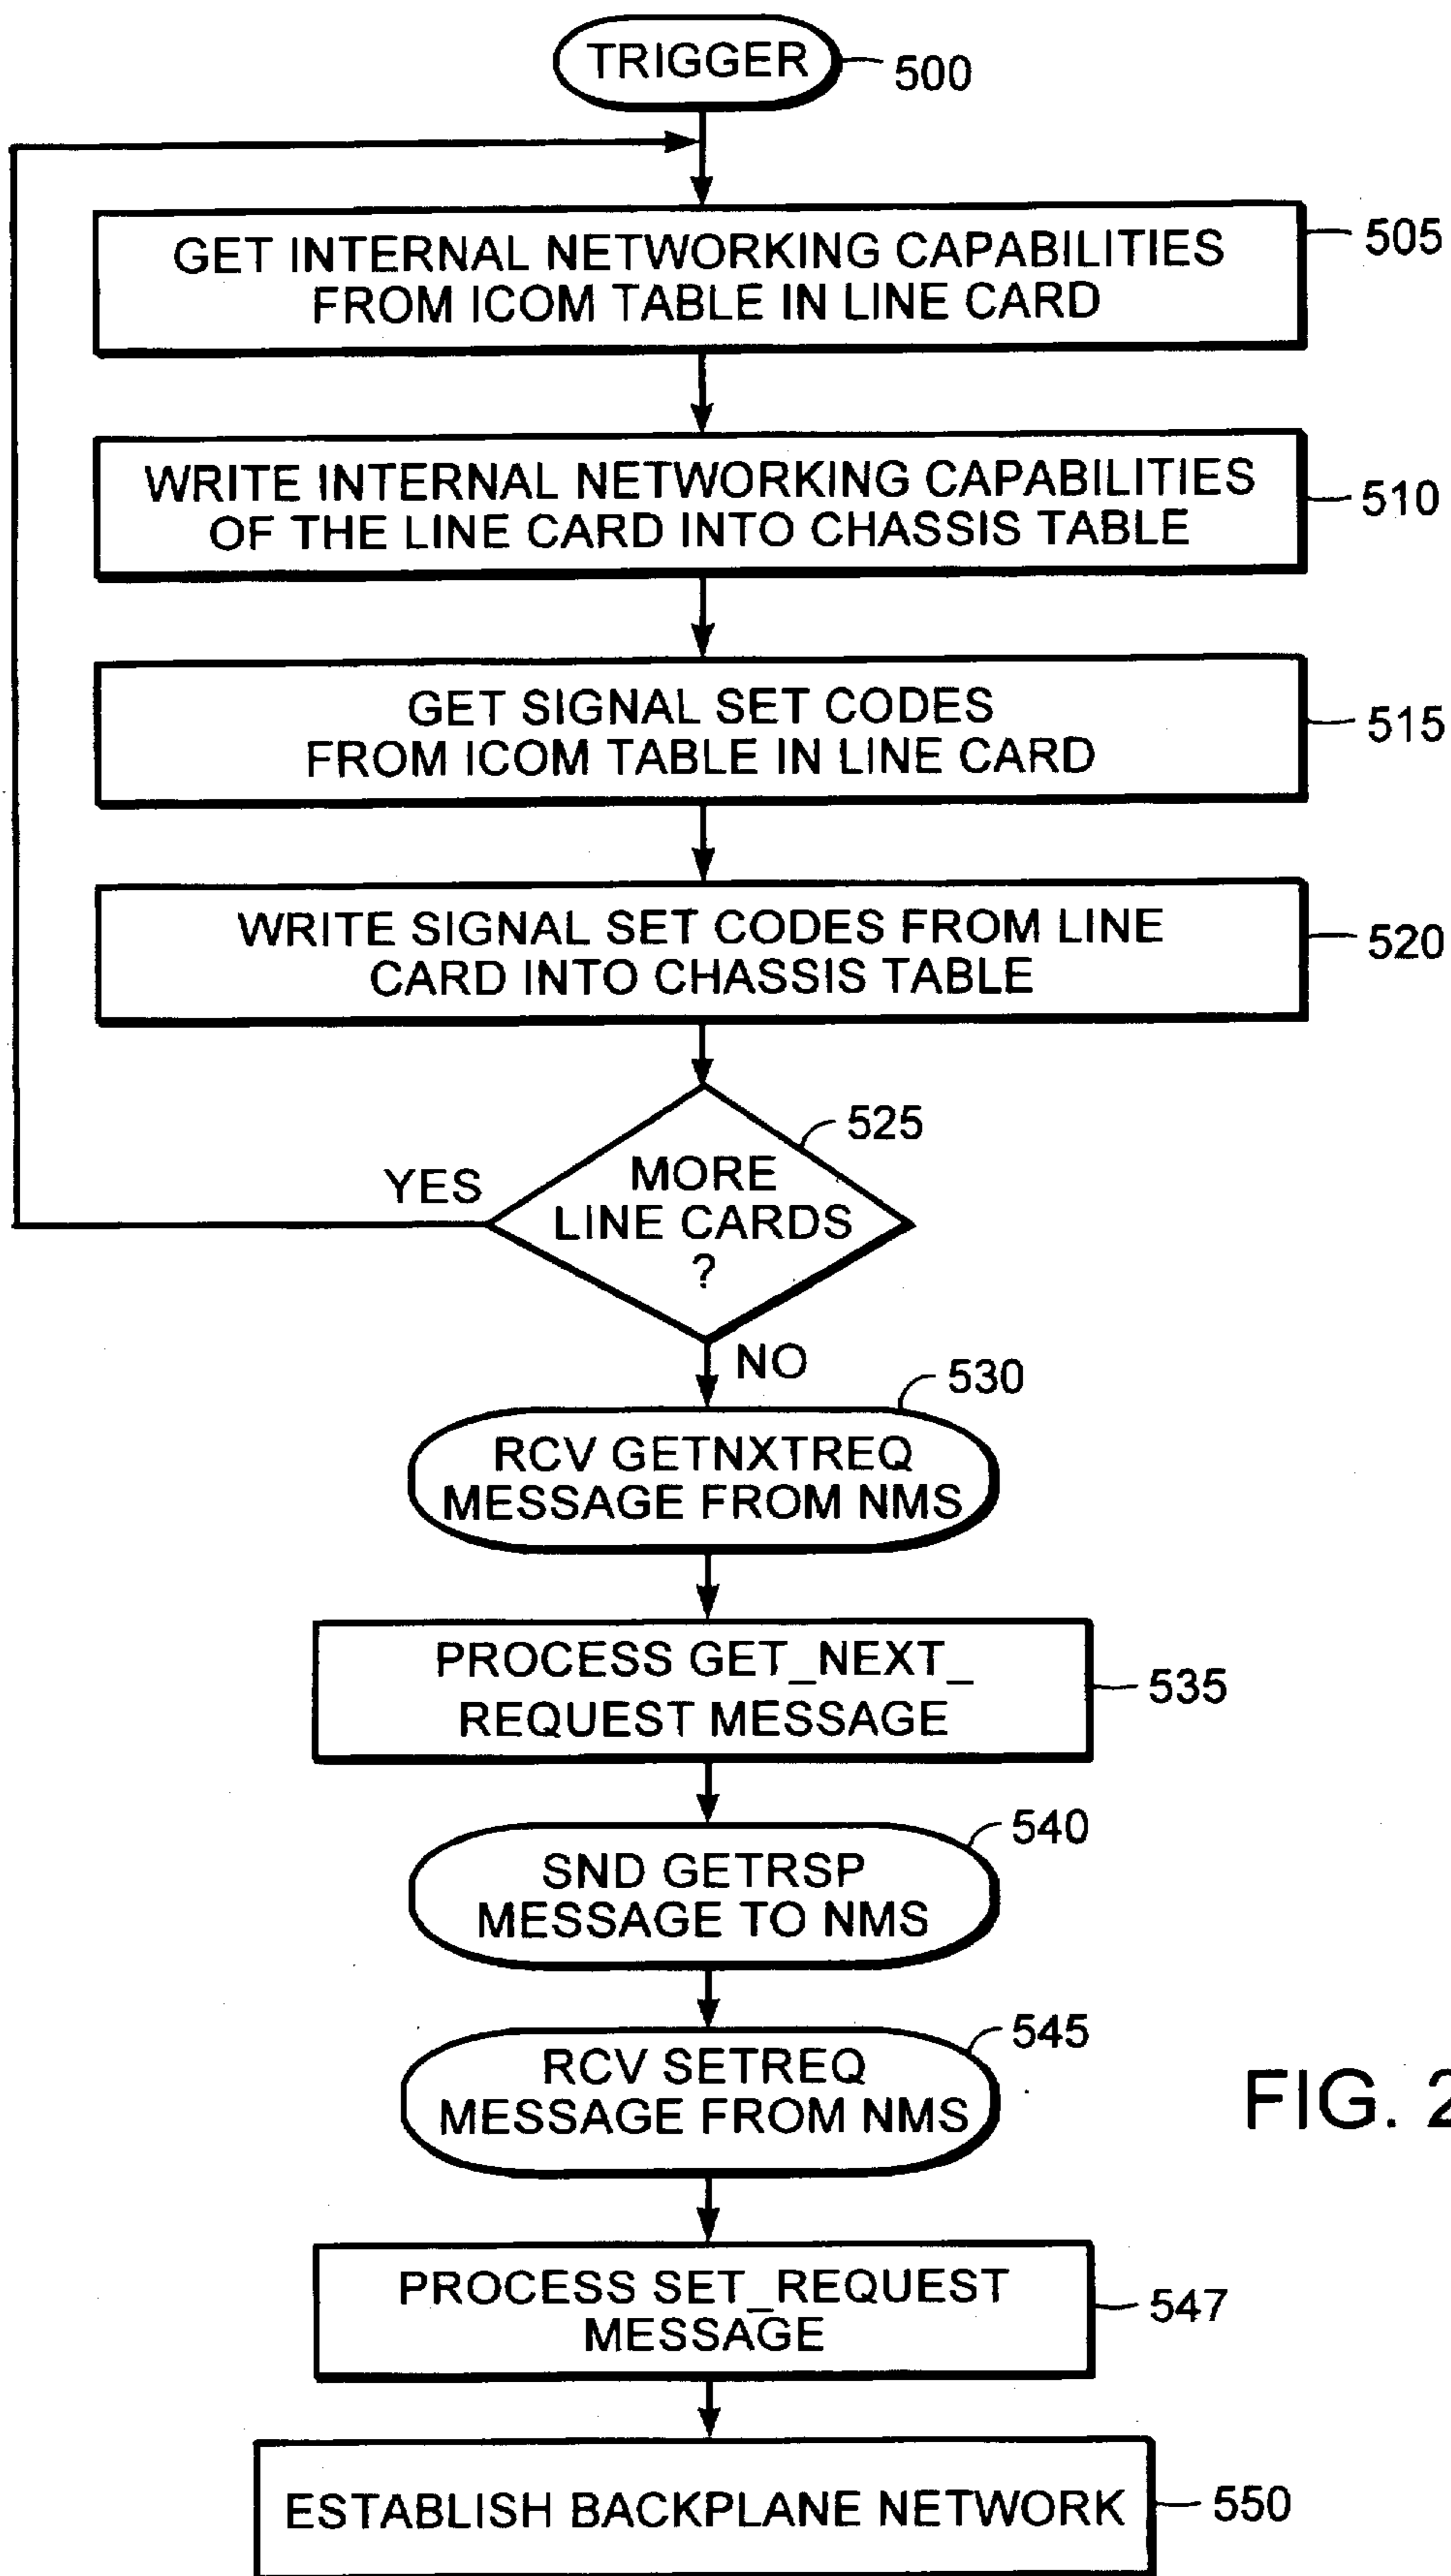 TRIGGER
500
GET INTERNAL NETWORKING CAPABILITIES
FROM ICOM TABLE IN LINE CARD
505
WRITE INTERNAL NETWORKING CAPABILITIES
OF THE LINE CARD INTO CHASSIS TABLE
510
GET SIGNAL SET CODES
FROM ICOM TABLE IN LINE CARD
515
WRITE SIGNAL SET CODES FROM LINE
CARD INTO CHASSIS TABLE
520
525
MORE
LINE CARDS
?
YES
NO
530
RCV GETNXTREQ
MESSAGE FROM NMS
PROCESS GET_NEXT_
REQUEST MESSAGE
535
540
SND GETRSP
MESSAGE TO NMS
545
RCV SETREQ
MESSAGE FROM NMS
FIG. 2
PROCESS SET_REQUEST
MESSAGE
547
ESTABLISH BACKPLANE NETWORK
550